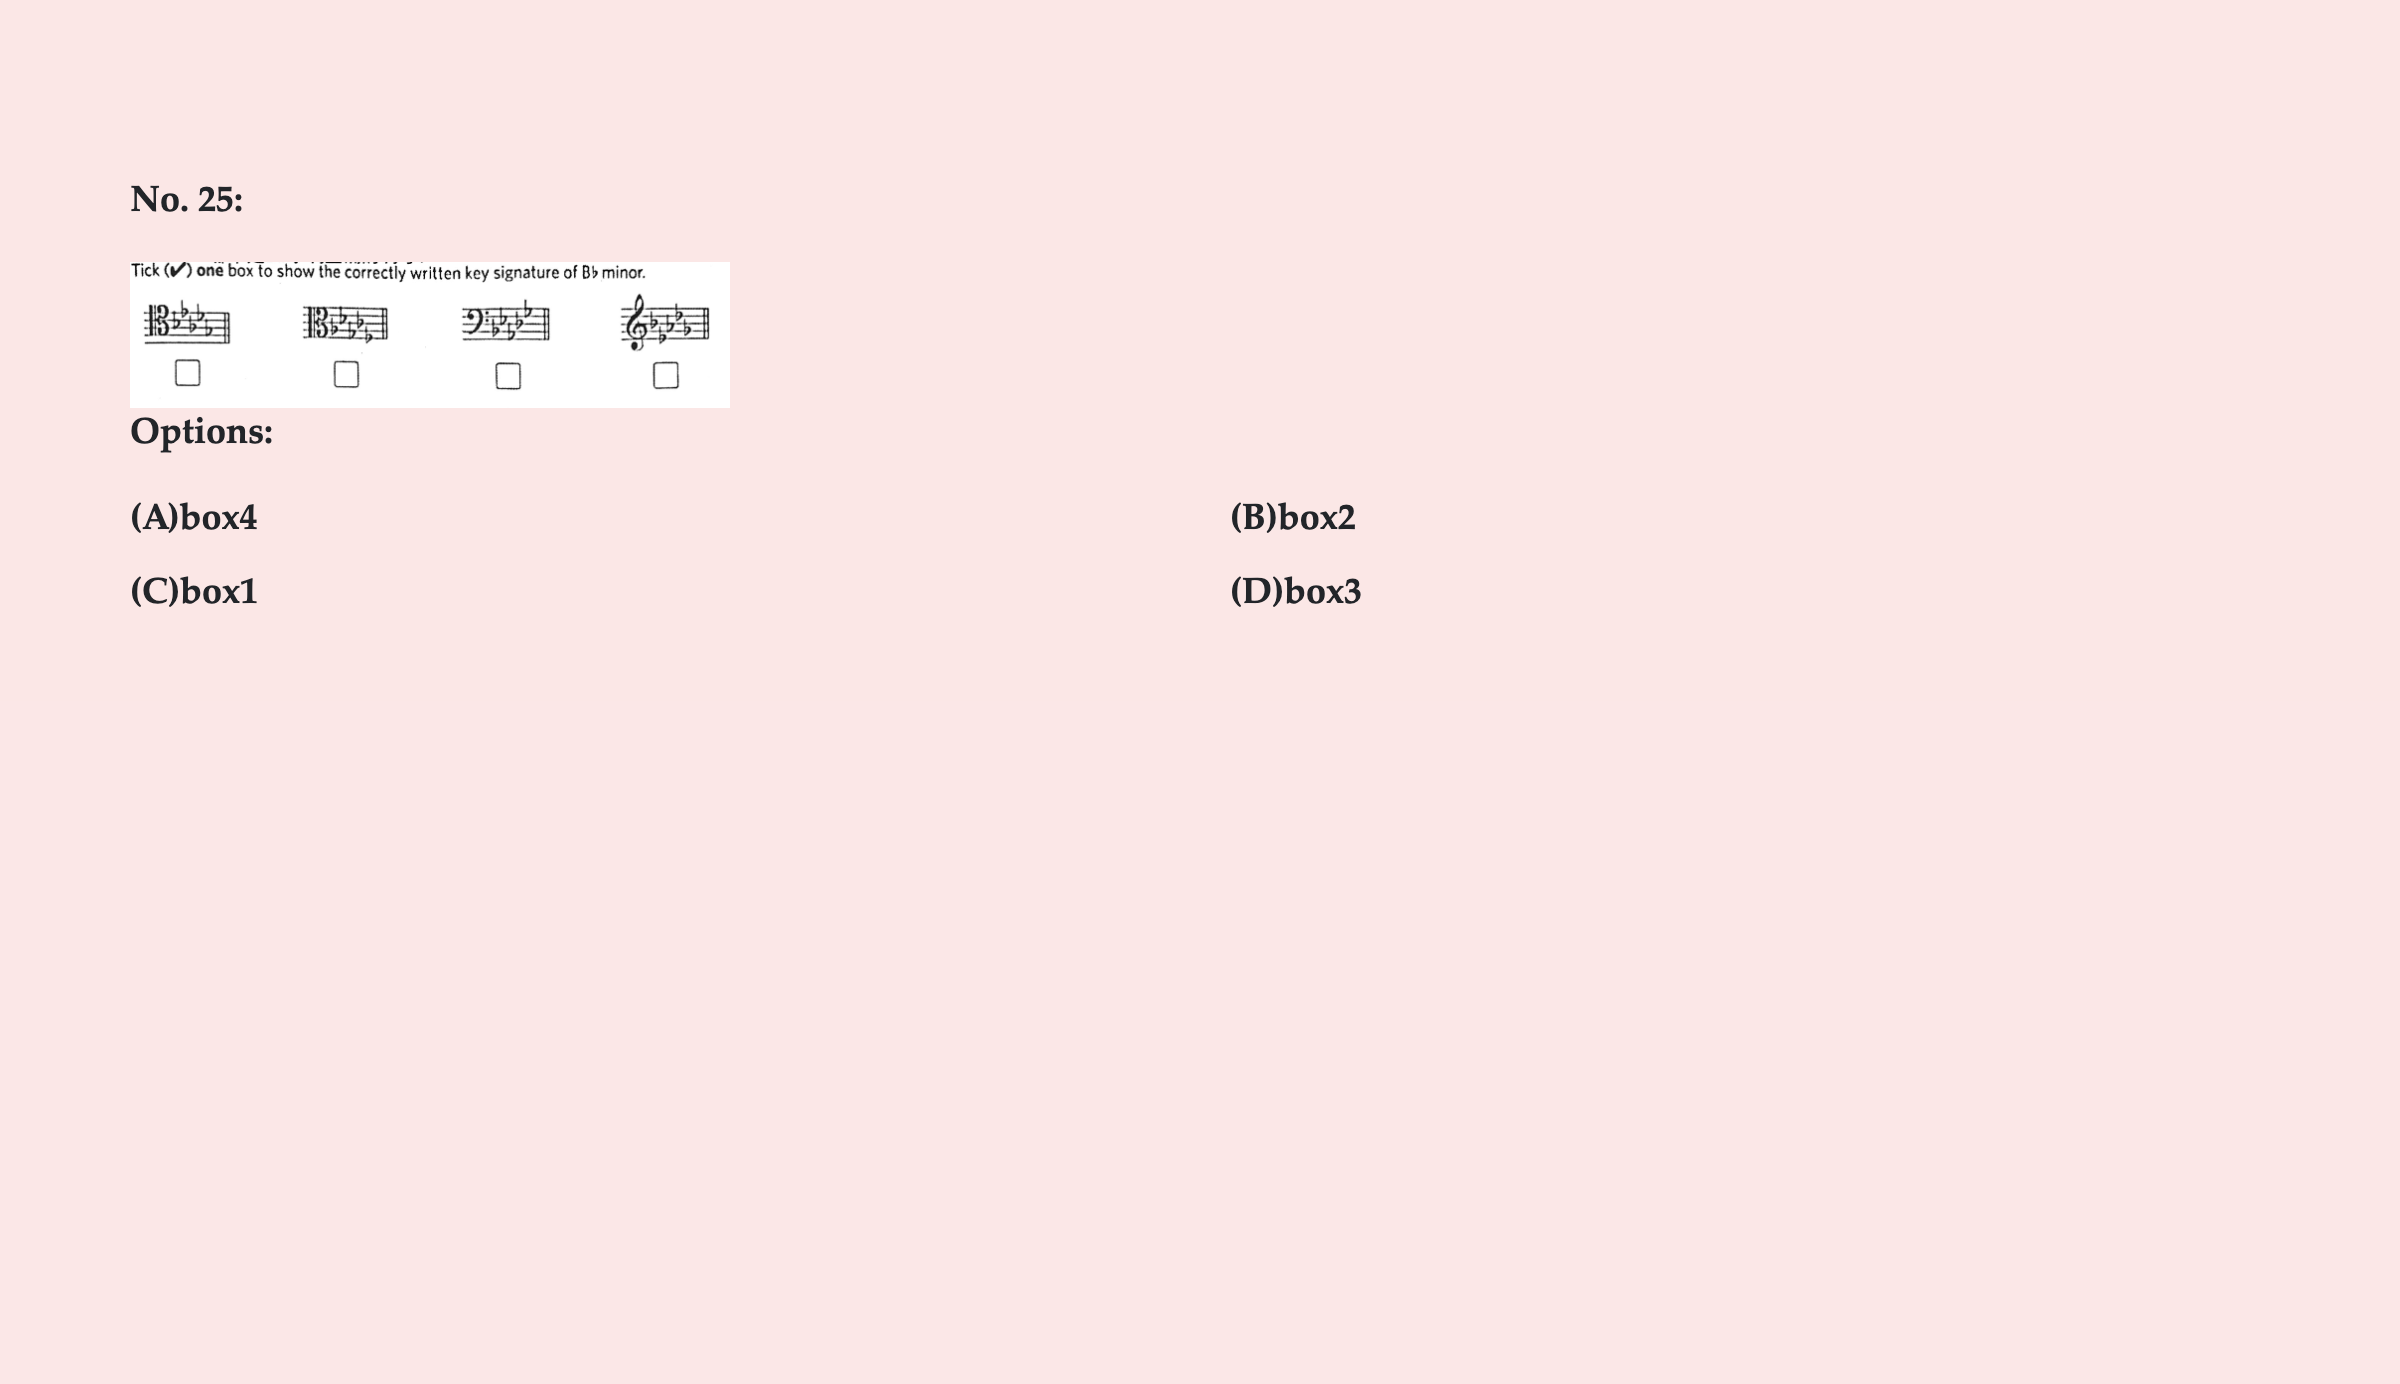 No. 25:
Tick (✔) one box to show the correctly written key signature of B♭ minor.
Options:
(A)box4
(B)box2
(C)box1
(D)box3